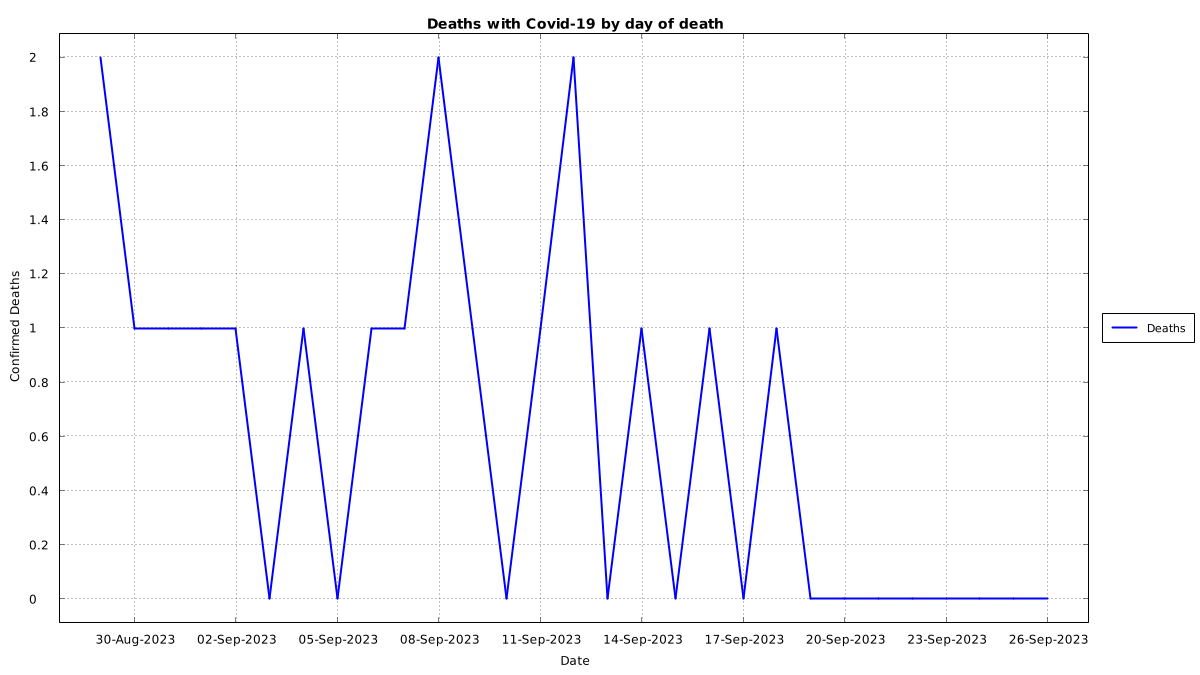 Deaths with Covid-19 by day of death
2
1.8
1.6
1.4
1.2
1
0.8
0.6
0.4
0.2
0
Confirmed Deaths
30-Aug-2023 02-Sep-2023 05-Sep-2023 08-Sep-2023 11-Sep-2023 14-Sep-2023 17-Sep-2023 20-Sep-2023 23-Sep-2023 26-Sep-2023
Date
Deaths